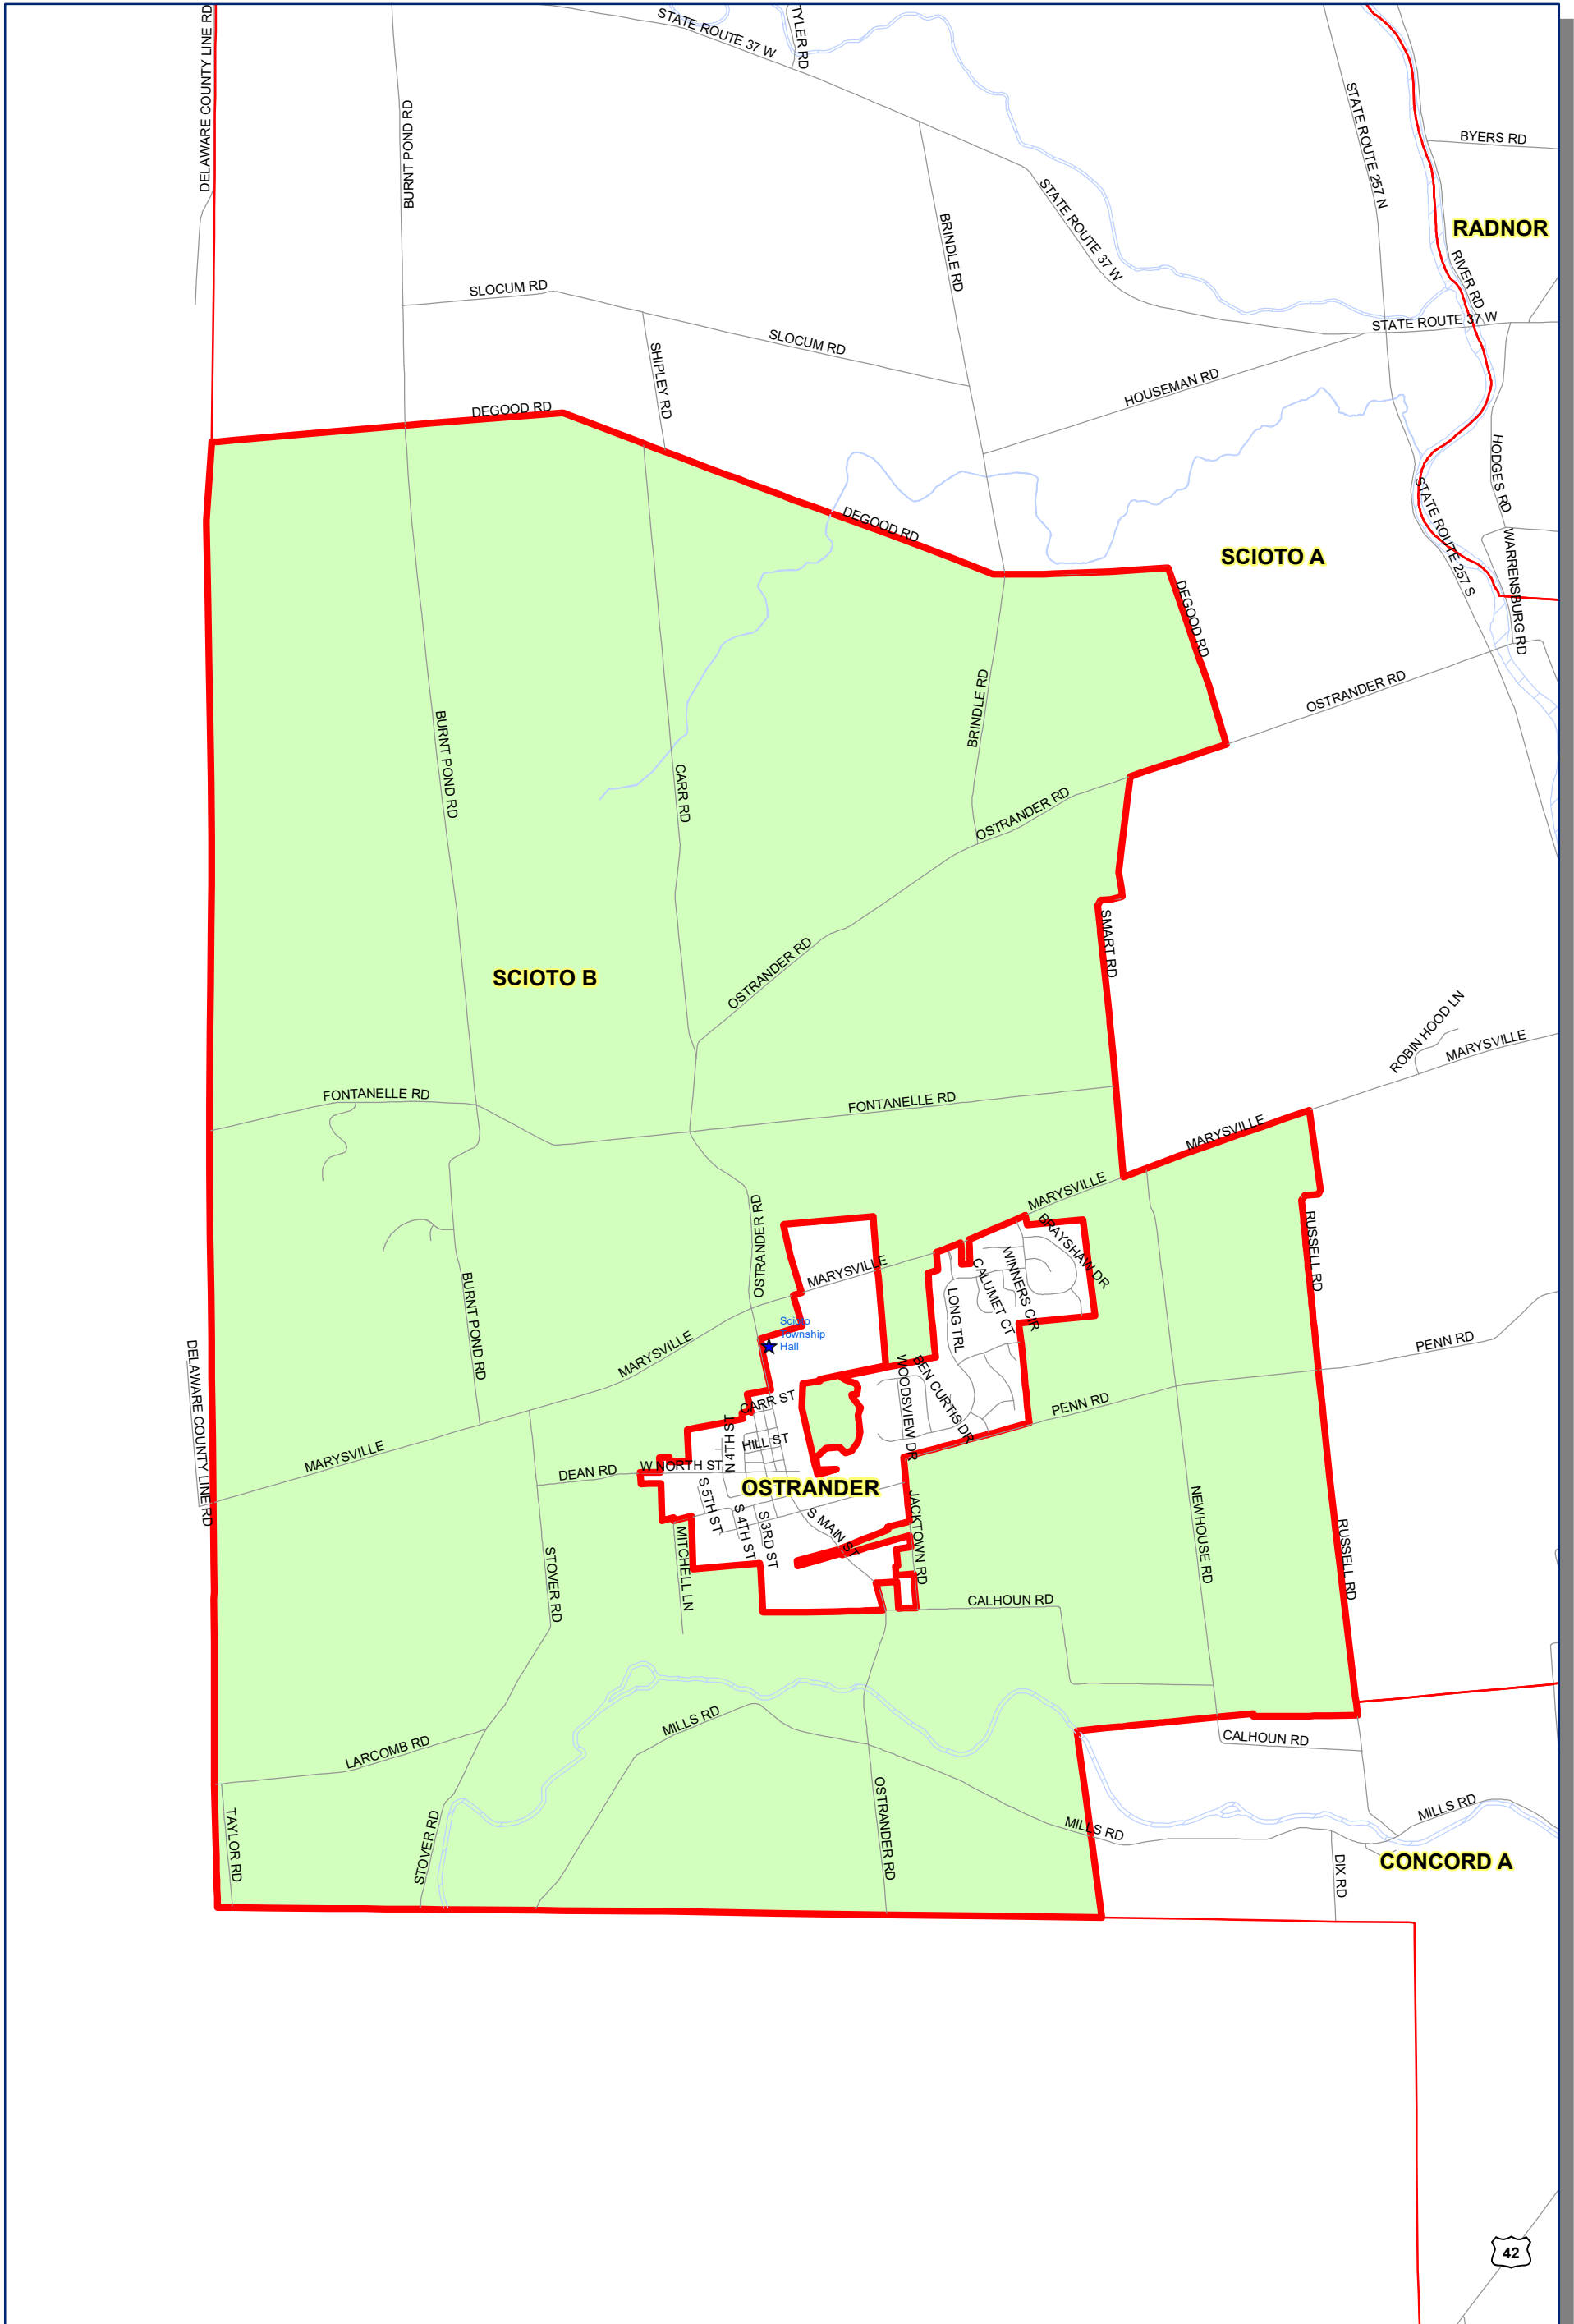 STATE ROUTE 37 W
TYLER RD
DELAWARE COUNTY LINE RD
BURNT POND RD
STATE ROUTE 257 N
BYERS RD
RADNOR
STATE ROUTE 37 W
BRINDLE RD
RIVER RD
SLOCUM RD
STATE ROUTE 37 W
SLOCUM RD
SHIPLEY RD
HOUSEMAN RD
DEGOOD RD
HODGES RD
DEGOOD RD
STATE ROUTE 257 S
SCIOTO A
WARRENSBURG RD
DEGOOD RD
OSTRANDER RD
BRINDLE RD
BURNT POND RD
CARR RD
OSTRANDER RD
SMART RD
OSTRANDER RD
SCIOTO B
ROBIN HOOD LN
MARYSVILLE
FONTANELLE RD
FONTANELLE RD
MARYSVILLE
MARYSVILLE
OSTRANDER RD
RUSSELL RD
BRAYSHAW DR
WINNERS CIR
CALUMET CT
MARYSVILLE
LONG TRL
BURNT POND RD
Scioto
Township
Hall
MARYSVILLE
PENN RD
DELAWARE COUNTY LINE RD
WOODSVIEW DR
BEN CURTIS DR
CARR ST
PENN RD
N 4TH ST
HILL ST
MARYSVILLE
DEAN RD
W NORTH ST
OSTRANDER
S 5TH ST
S 4TH ST
S 3RD ST
S MAIN ST
JACKTOWN RD
NEWHOUSE RD
RUSSELL RD
MITCHELL LN
STOVER RD
CALHOUN RD
MILLS RD
LARCOMB RD
CALHOUN RD
TAYLOR RD
STOVER RD
OSTRANDER RD
MILLS RD
MILLS RD
DIX RD
CONCORD A
42